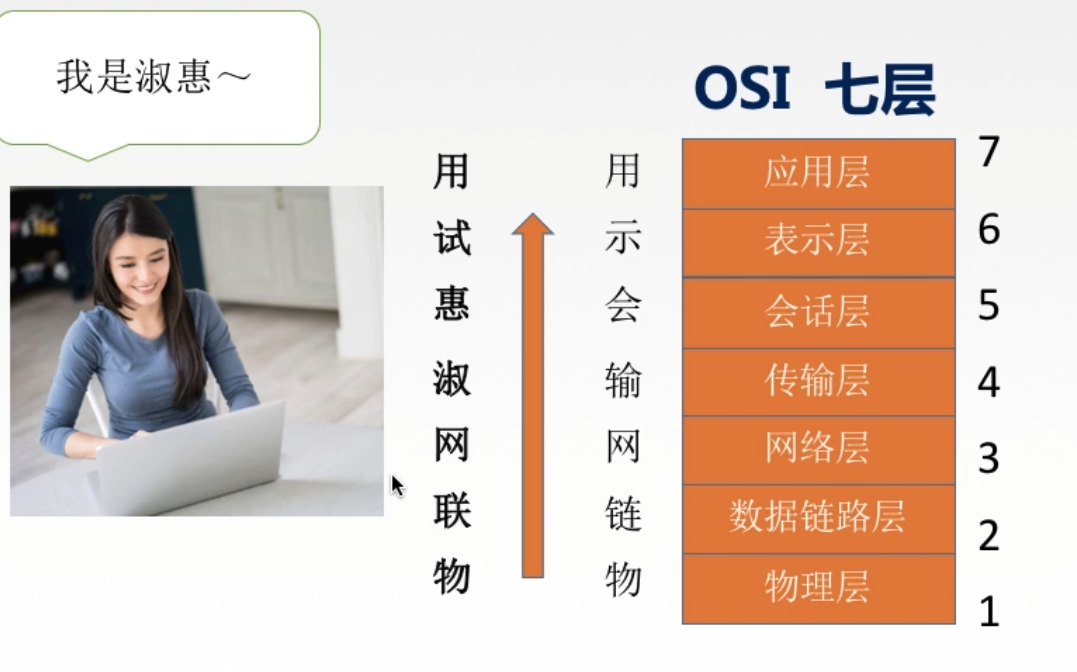 我是淑惠～
OSI 七层
用 用 应用层 7
试 示 表示层 6
惠 会 会话层 5
淑 输 传输层 4
网 网 网络层 3
联 链 数据链路层 2
物 物 物理层 1